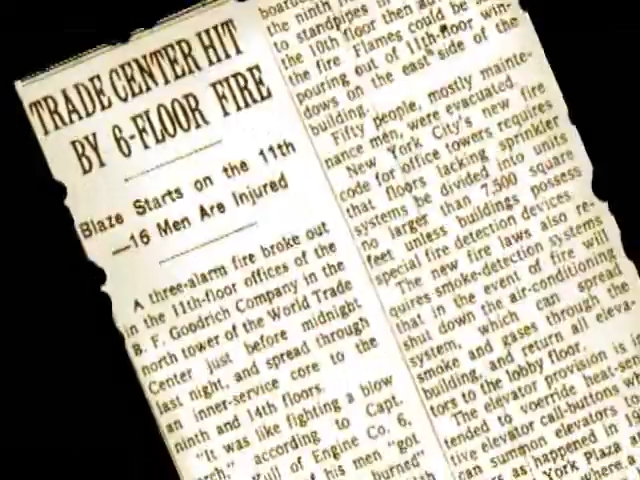 TRADE CENTER HIT
BY 6-FLOOR FIRE
Blaze Starts on the 11th
—16 Men Are Injured
A three-alarm fire broke out
in the 11th-floor offices of the
B. F. Goodrich Company in the
north tower of the World Trade
Center just before midnight
last night, and spread through
an inner-service core to the
ninth and 14th floors.
"It was like fighting a blow
according to Capt.
of Engine Co. 6.
his men "got
burned"
the ninth
to standpipes in
the 10th floor then
the fire. Flames could be
pouring out of 11th-floor win-
dows on the east side of the
building.
Fifty people, mostly mainte-
nance men, were evacuated.
New York City's new fire
code for office towers requires
that floors lacking sprinkler
systems be divided into units
no larger than 7,500 square
feet unless buildings possess
special fire detection devices.
The new fire laws also re-
quires smoke-detection systems
that in the event of fire will
shut down the air-conditioning
system, which can spread
smoke and gases through the
building, and return all eleva-
tors to the lobby floor.
The elevator provision is
tended to voerride
tive elevator call-buttons
can summon elevators
as happened in
York Plaza
where a